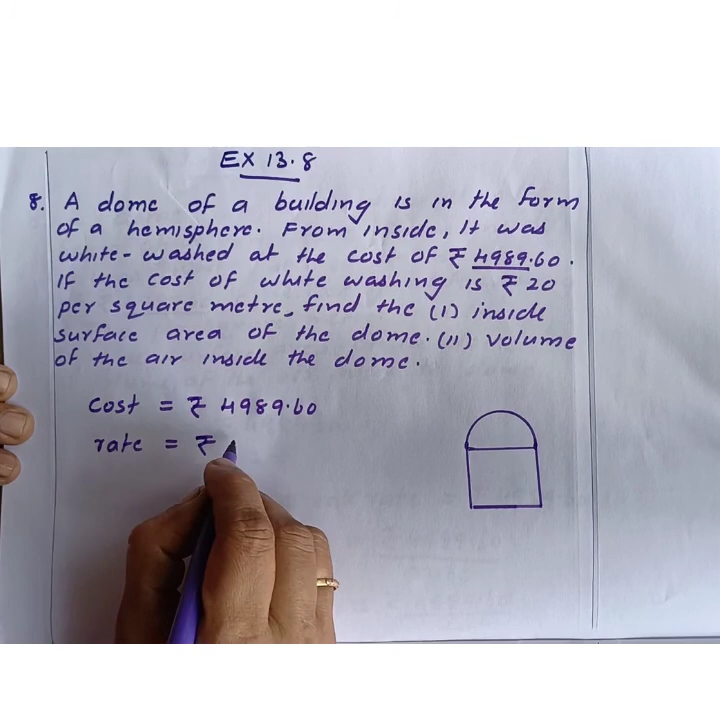 EX 13.8
8. A dome of a building is in the form
of a hemisphere. From inside, it was
white-washed at the cost of ₹ 4989.60.
If the cost of white washing is ₹ 20
per square metre, find the (i) inside
surface area of the dome. (ii) volume
of the air inside the dome.
cost = ₹ 4989.60
rate = ₹